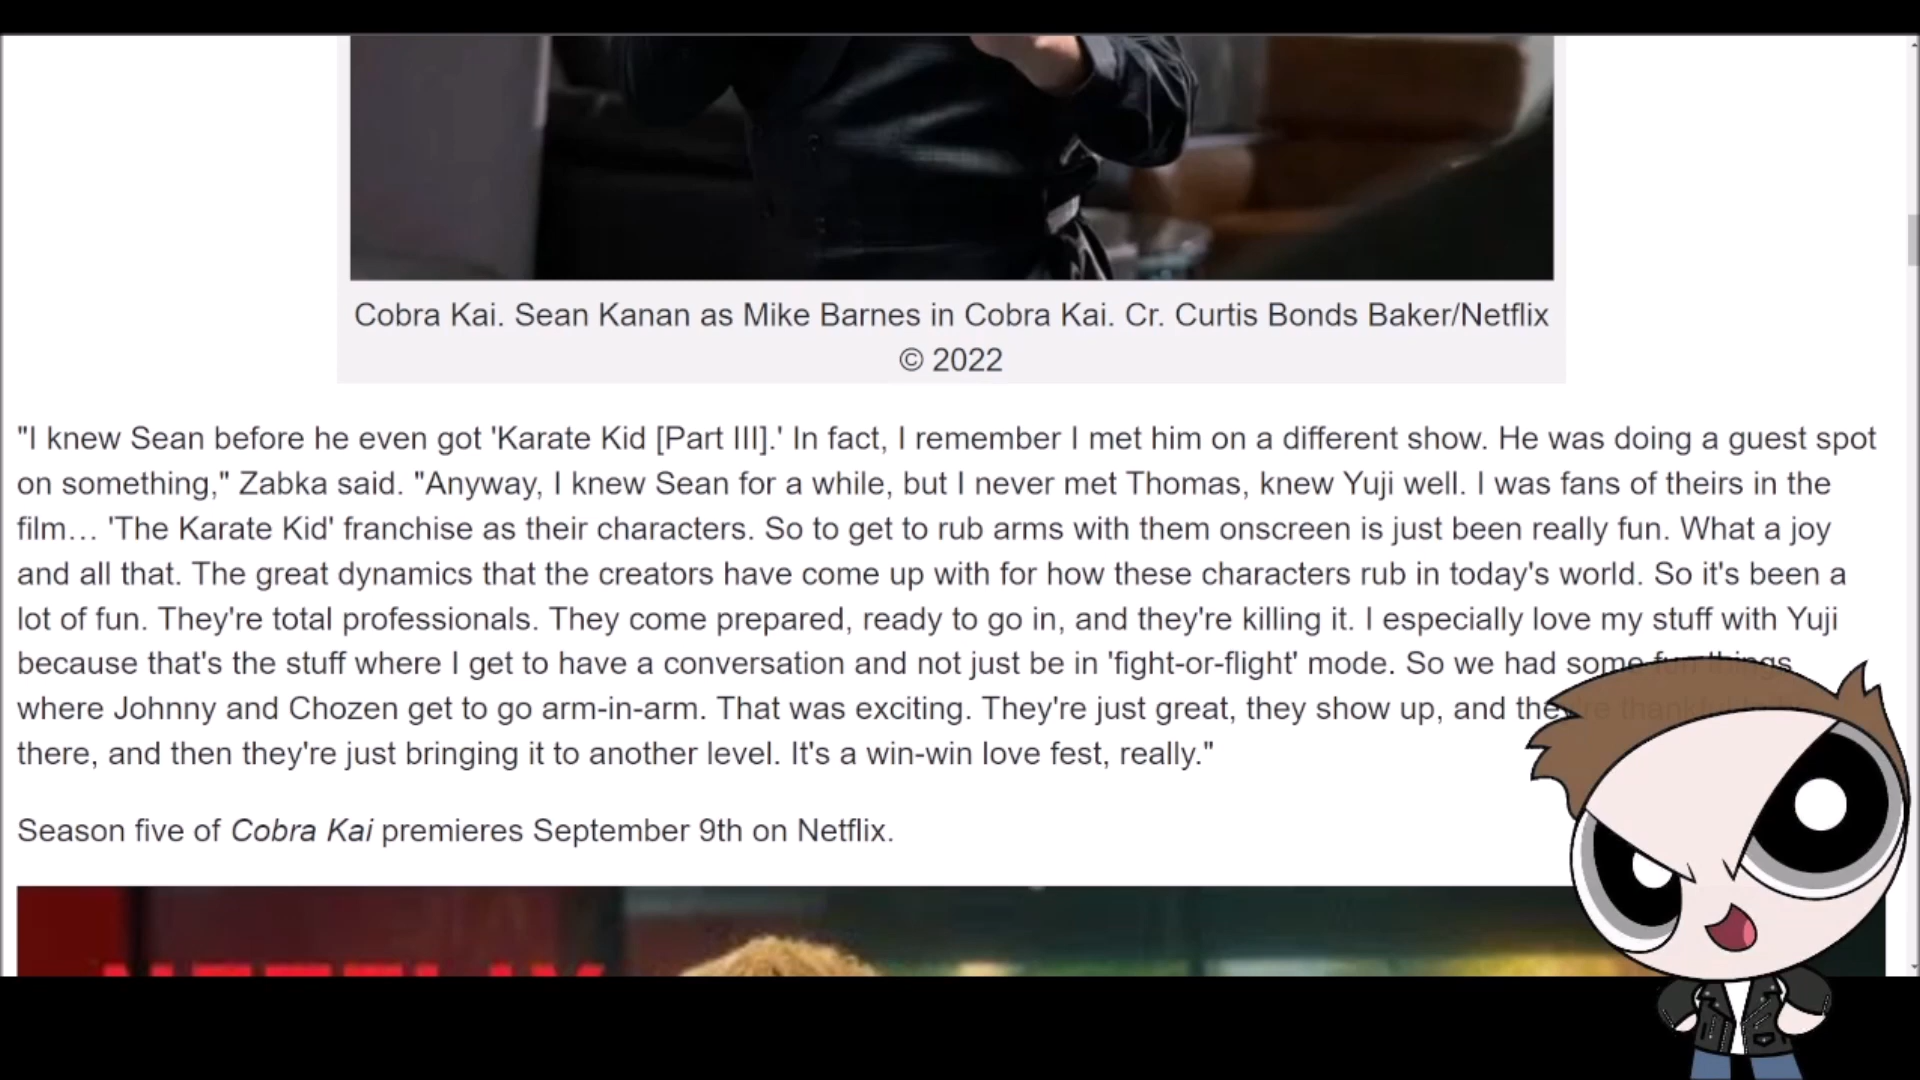 Cobra Kai. Sean Kanan as Mike Barnes in Cobra Kai. Cr. Curtis Bonds Baker/Netflix
© 2022
"I knew Sean before he even got 'Karate Kid [Part III].' In fact, I remember I met him on a different show. He was doing a guest spot
on something," Zabka said. "Anyway, I knew Sean for a while, but I never met Thomas, knew Yuji well. I was fans of theirs in the
film… 'The Karate Kid' franchise as their characters. So to get to rub arms with them onscreen is just been really fun. What a joy
and all that. The great dynamics that the creators have come up with for how these characters rub in today's world. So it's been a
lot of fun. They're total professionals. They come prepared, ready to go in, and they're killing it. I especially love my stuff with Yuji
because that's the stuff where I get to have a conversation and not just be in 'fight-or-flight' mode. So we had some fun things
where Johnny and Chozen get to go arm-in-arm. That was exciting. They're just great, they show up, and they're thankful
there, and then they're just bringing it to another level. It's a win-win love fest, really."
Season five of Cobra Kai premieres September 9th on Netflix.
NETFLIX